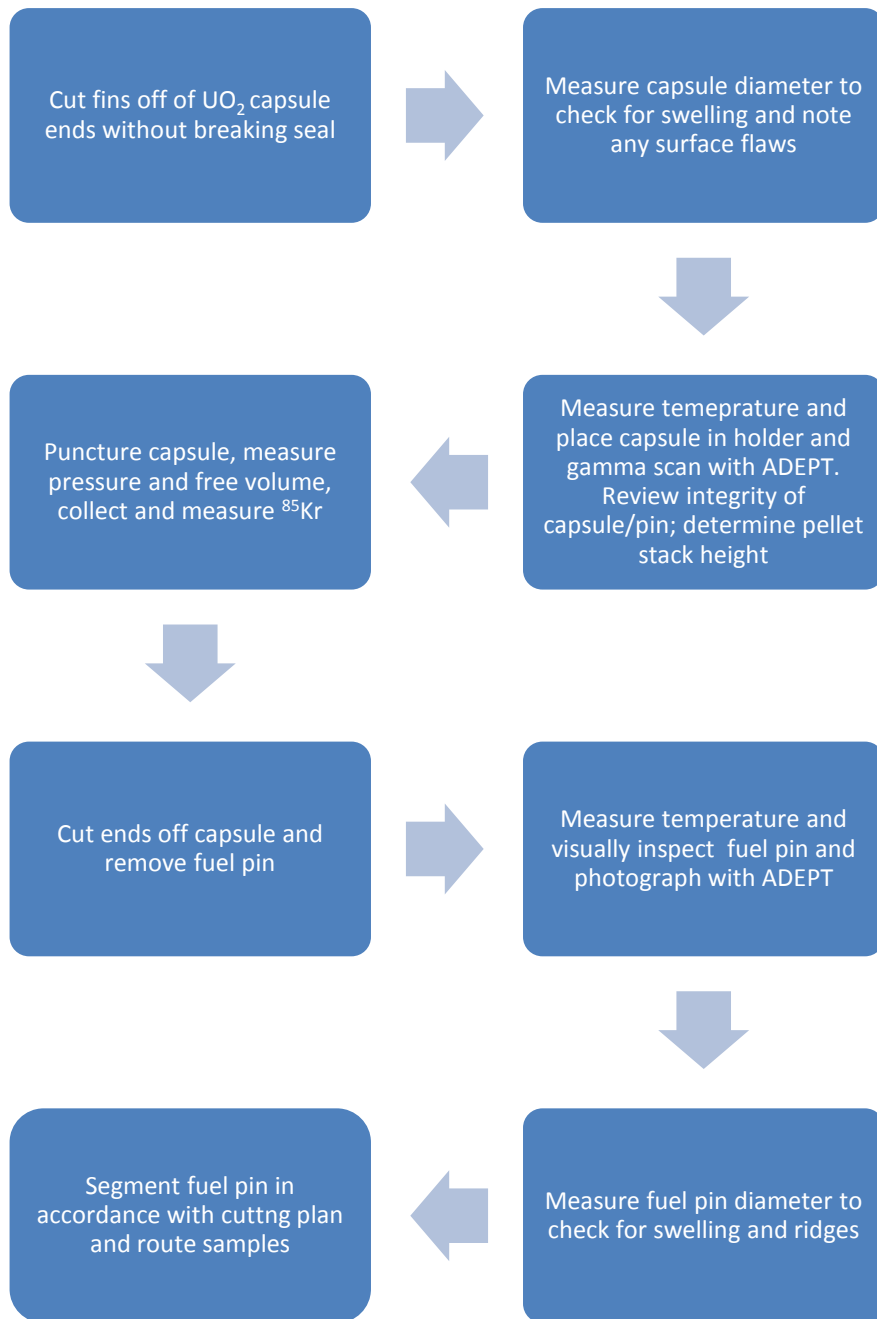 Cut fins off of UO₂ capsule
ends without breaking seal
Measure capsule diameter to
check for swelling and note
any surface flaws
Measure temeprature and
place capsule in holder and
gamma scan with ADEPT.
Review integrity of
capsule/pin; determine pellet
stack height
Puncture capsule, measure
pressure and free volume,
collect and measure ⁸⁵Kr
Cut ends off capsule and
remove fuel pin
Measure temperature and
visually inspect fuel pin and
photograph with ADEPT
Measure fuel pin diameter to
check for swelling and ridges
Segment fuel pin in
accordance with cuttng plan
and route samples